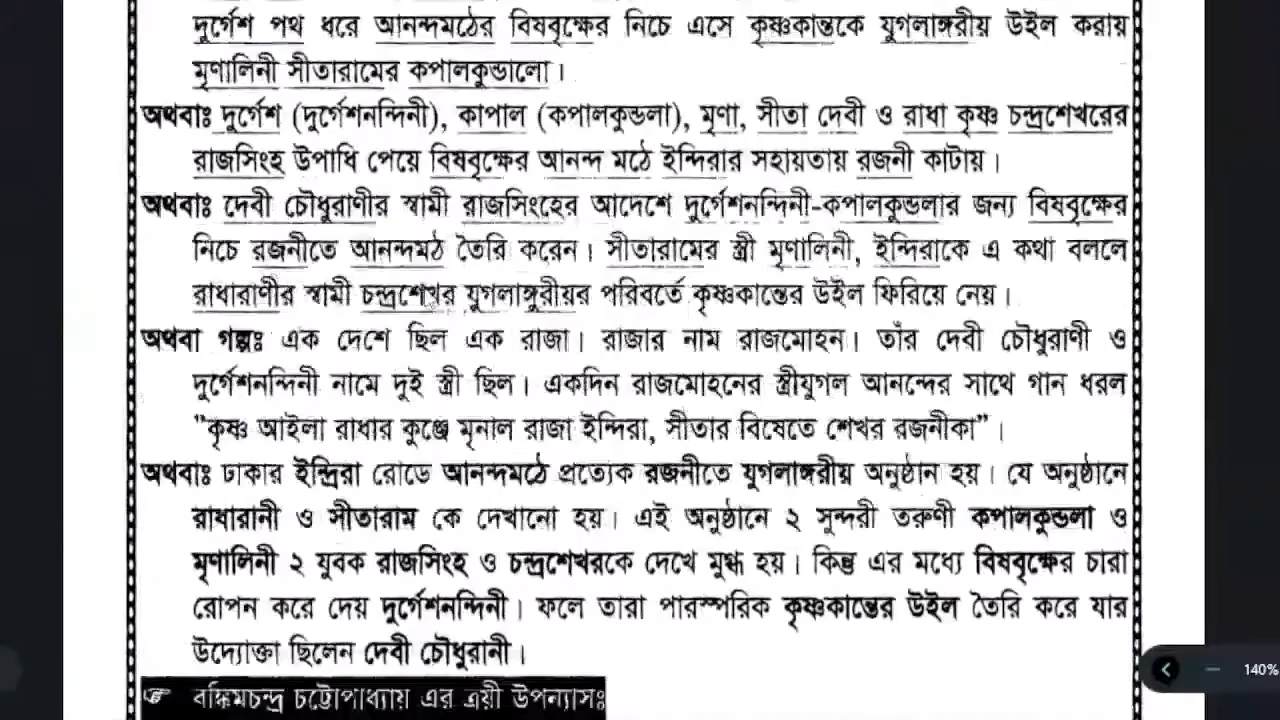 দুর্গেশ পথ ধরে আনন্দমঠের বিষবৃক্ষের নিচে এসে কৃষ্ণকান্তকে যুগলাঙ্গরীয় উইল করায়
মৃণালিনী সীতারামের কপালকুন্ডালো।
অথবাঃ দুর্গেশ (দুর্গেশনন্দিনী), কাপাল (কপালকুন্ডলা), মৃণা, সীতা দেবী ও রাধা কৃষ্ণ চন্দ্রশেখরের
রাজসিংহ উপাধি পেয়ে বিষবৃক্ষের আনন্দ মঠে ইন্দিরার সহায়তায় রজনী কাটায়।
অথবাঃ দেবী চৌধুরাণীর স্বামী রাজসিংহের আদেশে দুর্গেশনন্দিনী-কপালকুন্ডলার জন্য বিষবৃক্ষের
নিচে রজনীতে আনন্দমঠ তৈরি করেন। সীতারামের স্ত্রী মৃণালিনী, ইন্দিরাকে এ কথা বললে
রাধারাণীর স্বামী চন্দ্রশেখর যুগলাঙ্গুরীয়র পরিবর্তে কৃষ্ণকান্তের উইল ফিরিয়ে নেয়।
অথবা গল্পঃ এক দেশে ছিল এক রাজা। রাজার নাম রাজমোহন। তাঁর দেবী চৌধুরাণী ও
দুর্গেশনন্দিনী নামে দুই স্ত্রী ছিল। একদিন রাজমোহনের স্ত্রীযুগল আনন্দের সাথে গান ধরল
"কৃষ্ণ আইলা রাধার কুঞ্জে মৃনাল রাজা ইন্দিরা, সীতার বিষেতে শেখর রজনীকা"।
অথবাঃ ঢাকার ইন্দ্রিরা রোডে আনন্দমঠে প্রত্যেক রজনীতে যুগলাঙ্গরীয় অনুষ্ঠান হয়। যে অনুষ্ঠানে
রাধারানী ও সীতারাম কে দেখানো হয়। এই অনুষ্ঠানে ২ সুন্দরী তরুণী কপালকুন্ডলা ও
মৃণালিনী ২ যুবক রাজসিংহ ও চন্দ্রশেখরকে দেখে মুগ্ধ হয়। কিন্তু এর মধ্যে বিষবৃক্ষের চারা
রোপন করে দেয় দুর্গেশনন্দিনী। ফলে তারা পারস্পরিক কৃষ্ণকান্তের উইল তৈরি করে যার
উদ্যোক্তা ছিলেন দেবী চৌধুরানী।
☞ বঙ্কিমচন্দ্র চট্টোপাধ্যায় এর ত্রয়ী উপন্যাসঃ
140%